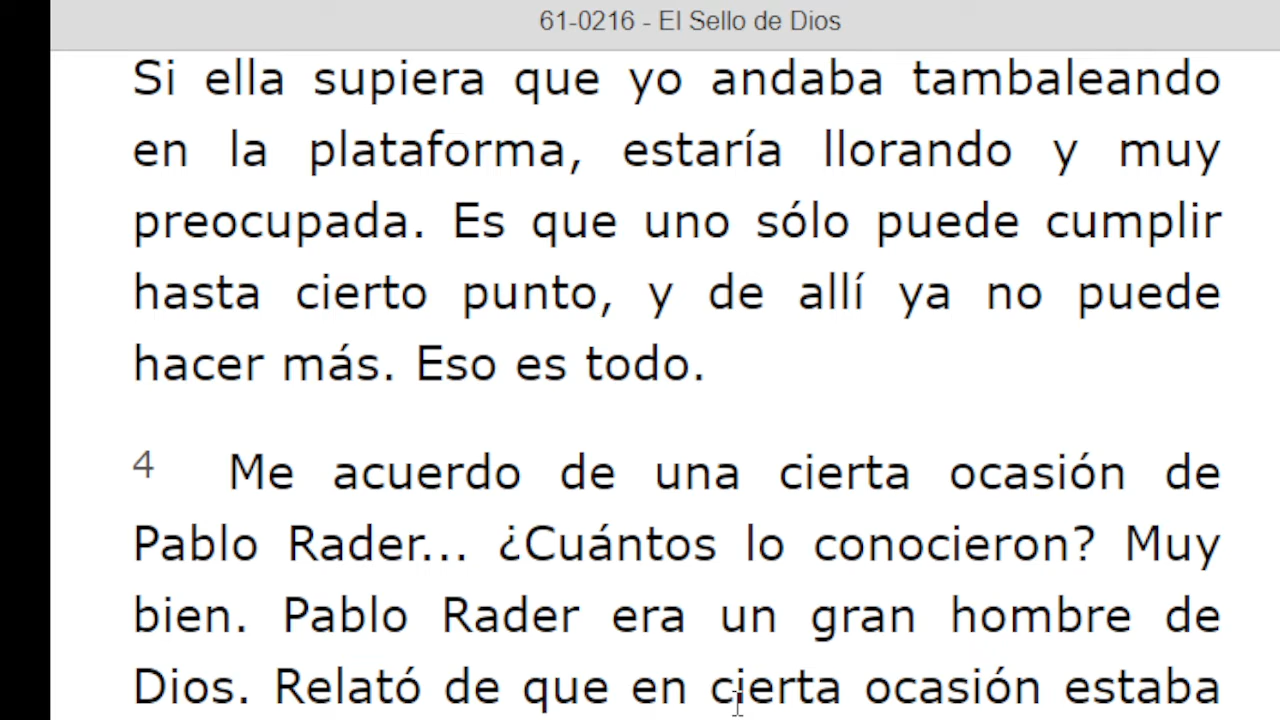 61-0216 - El Sello de Dios
Si ella supiera que yo andaba tambaleando
en la plataforma, estaría llorando y muy
preocupada. Es que uno sólo puede cumplir
hasta cierto punto, y de allí ya no puede
hacer más. Eso es todo.
4 Me acuerdo de una cierta ocasión de
Pablo Rader... ¿Cuántos lo conocieron? Muy
bien. Pablo Rader era un gran hombre de
Dios. Relató de que en cierta ocasión estaba